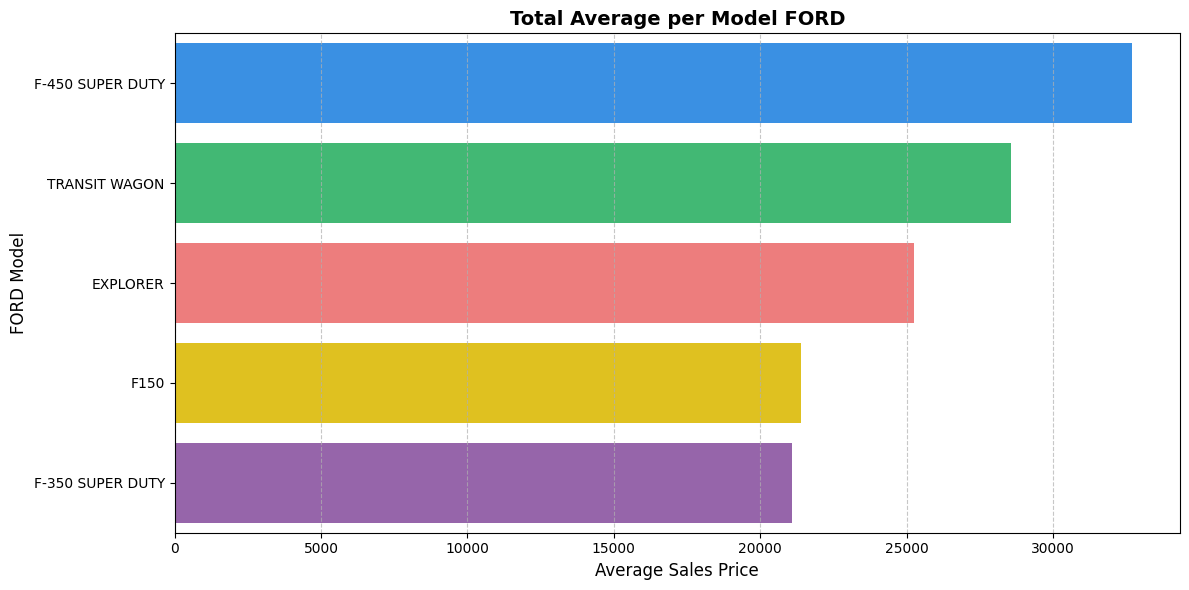 Total Average per Model FORD
FORD Model
F-450 SUPER DUTY
TRANSIT WAGON
EXPLORER
F150
F-350 SUPER DUTY
0 5000 10000 15000 20000 25000 30000
Average Sales Price